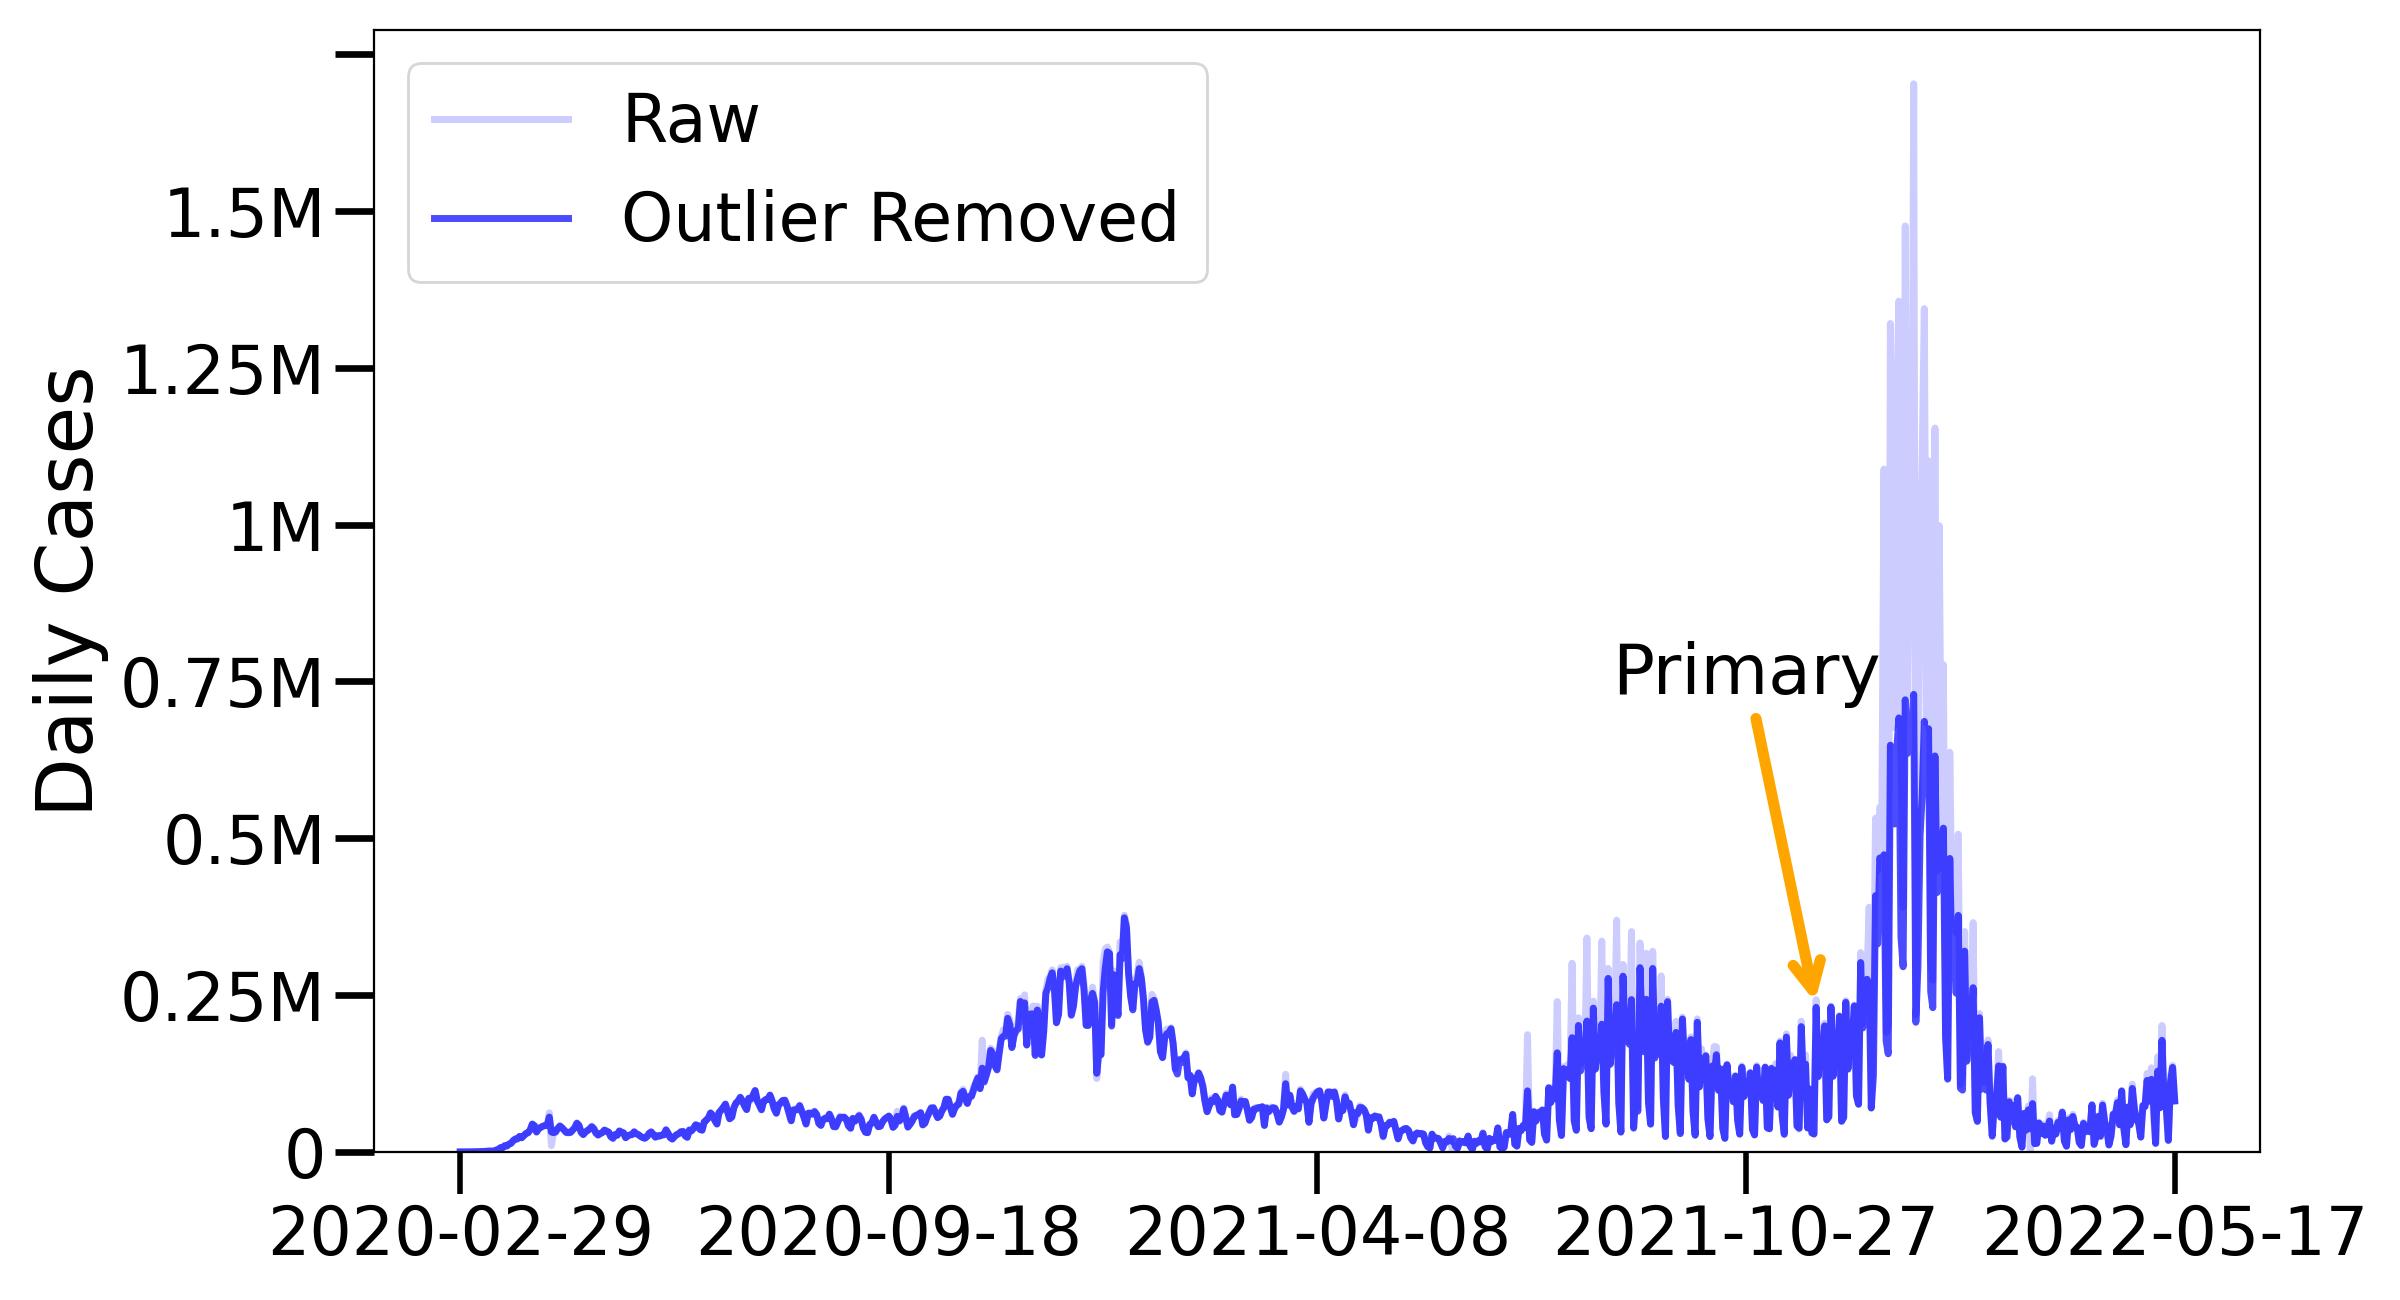 Raw
Outlier Removed
Daily Cases
1.5M
1.25M
1M
0.75M
0.5M
0.25M
0
Primary
2020-02-29
2020-09-18
2021-04-08
2021-10-27
2022-05-17